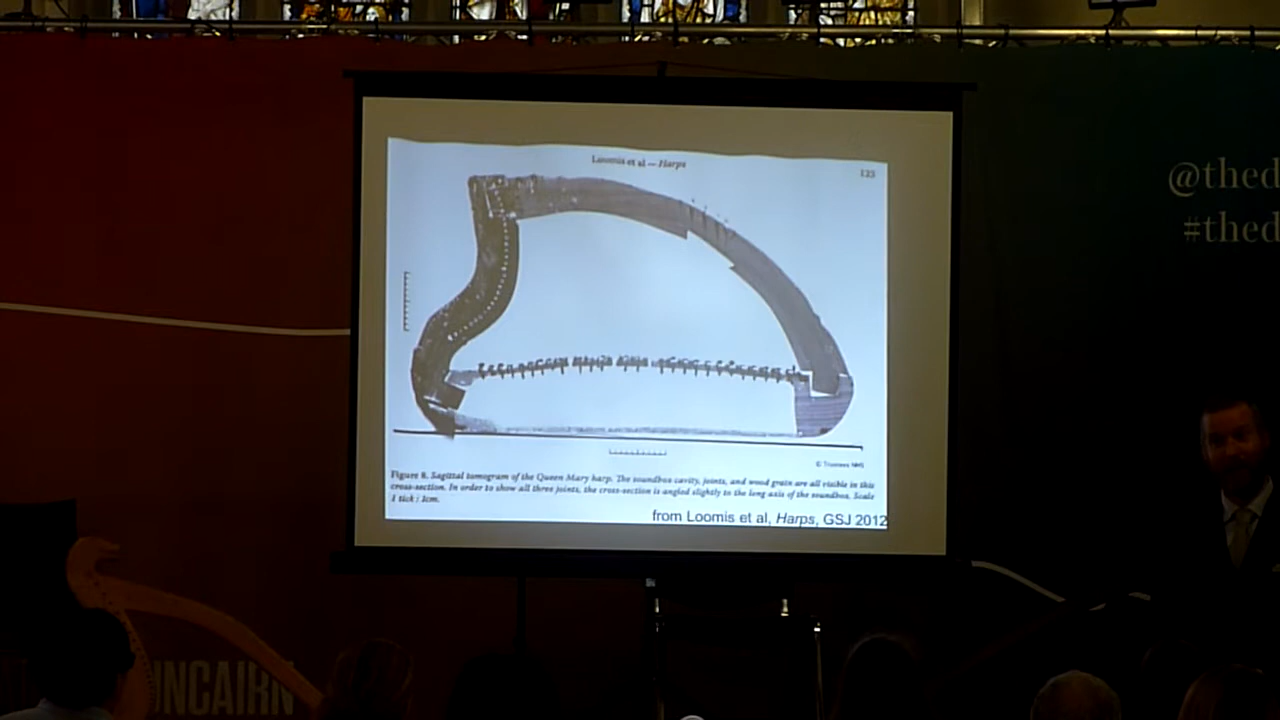 Loomis et al — Harps
123
© Trustees NMS
Figure 8. Sagittal tomogram of the Queen Mary harp. The soundbox cavity, joints, and wood grain are all visible in this
cross-section. In order to show all three joints, the cross-section is angled slightly to the long axis of the soundbox. Scale
1 tick : 1cm.
from Loomis et al, Harps, GSJ 2012
@thed
#thed
UNCAIRN